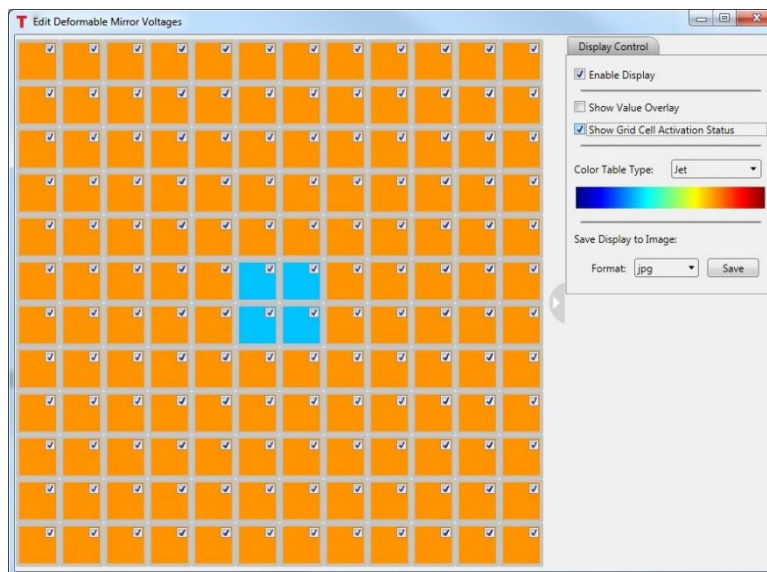 T Edit Deformable Mirror Voltages
Display Control
Enable Display
Show Value Overlay
Show Grid Cell Activation Status
Color Table Type: Jet
Save Display to Image:
Format: jpg Save